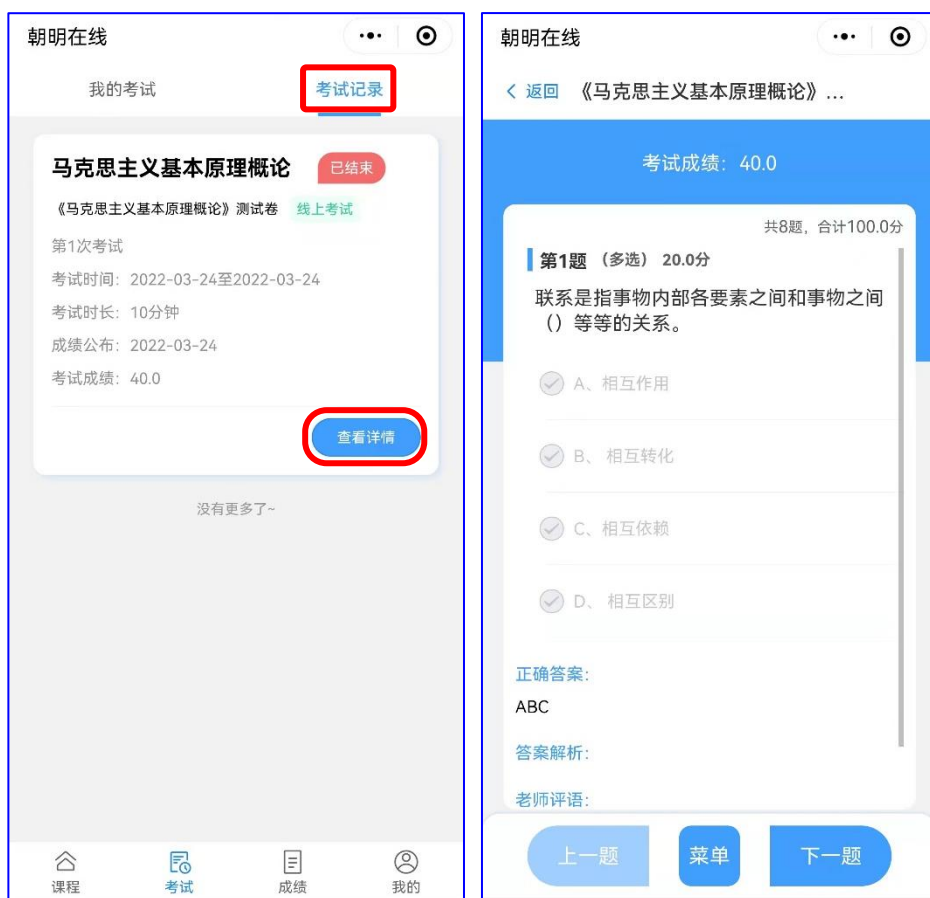 朝明在线
我的考试
考试记录
马克思主义基本原理概论
已结束
《马克思主义基本原理概论》测试卷
线上考试
第1次考试
考试时间：2022-03-24至2022-03-24
考试时长：10分钟
成绩公布：2022-03-24
考试成绩：40.0
查看详情
没有更多了~
课程
考试
成绩
我的
朝明在线
返回
《马克思主义基本原理概论》...
考试成绩：40.0
共8题，合计100.0分
第1题 （多选） 20.0分
联系是指事物内部各要素之间和事物之间
（）等等的关系。
A、相互作用
B、 相互转化
C、相互依赖
D、 相互区别
正确答案：
ABC
答案解析：
老师评语：
上一题
菜单
下一题